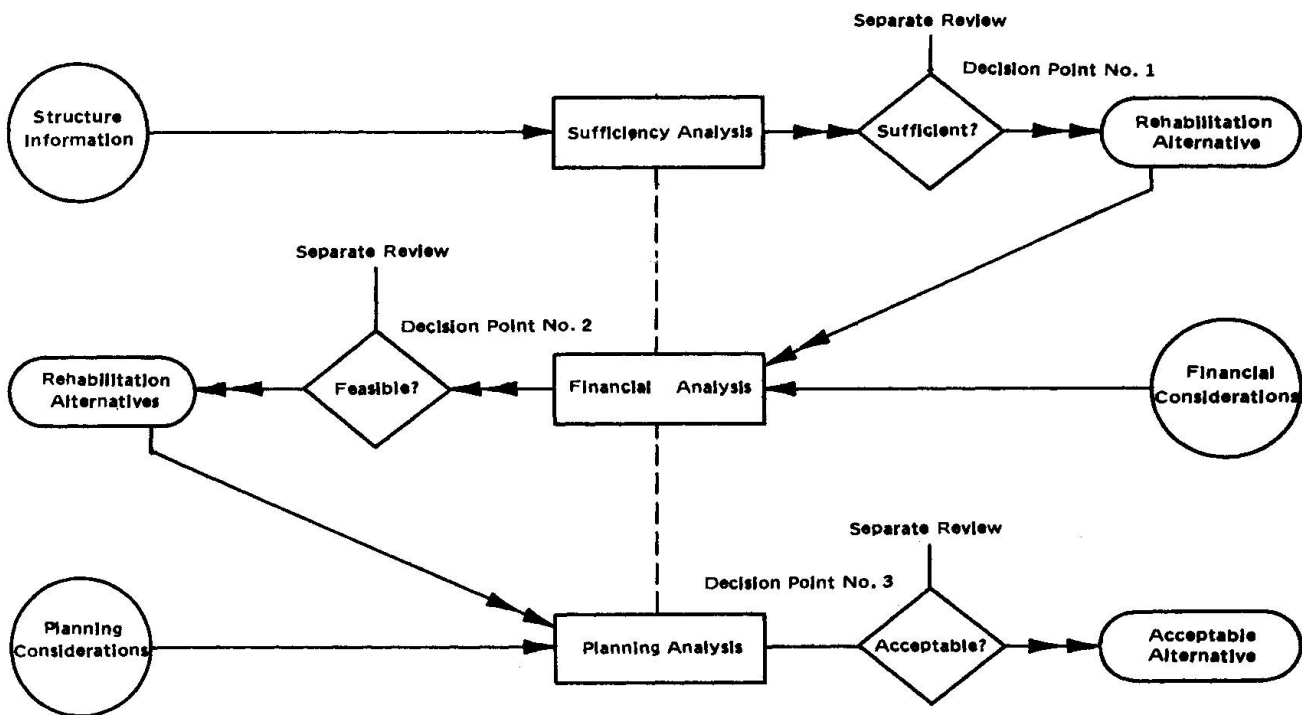 Separate Review
Decision Point No. 1
Structure
Information
Sufficiency Analysis
Sufficient?
Rehabilitation
Alternative
Separate Review
Decision Point No. 2
Rehabilitation
Alternatives
Feasible?
Financial Analysis
Financial
Considerations
Separate Review
Decision Point No. 3
Planning
Considerations
Planning Analysis
Acceptable?
Acceptable
Alternative